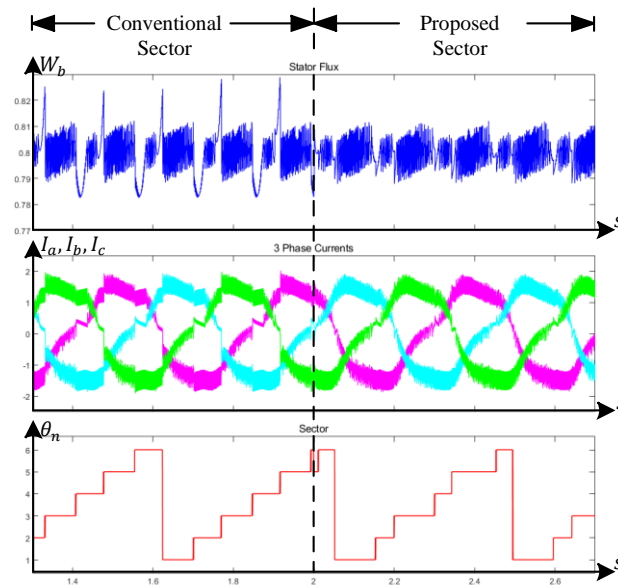 Conventional
Sector
Proposed
Sector
W_b
Stator Flux
0.82
0.81
0.8
0.79
0.78
0.77
s
I_a, I_b, I_c
3 Phase Currents
2
1
0
-1
-2
θ_n
Sector
6
5
4
3
2
1
s
1.4 1.6 1.8 2 2.2 2.4 2.6